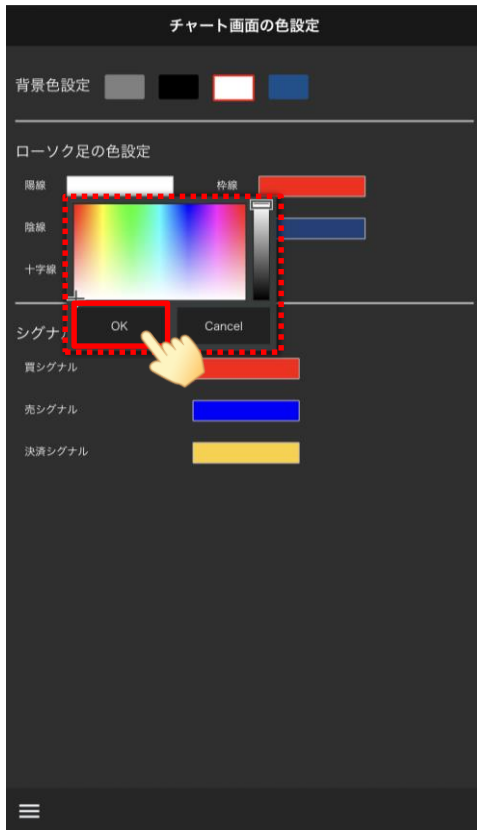 チャート画面の色設定
背景色設定
ローソク足の色設定
陽線
枠線
陰線
十字線
OK
Cancel
シグナ
買シグナル
売シグナル
決済シグナル